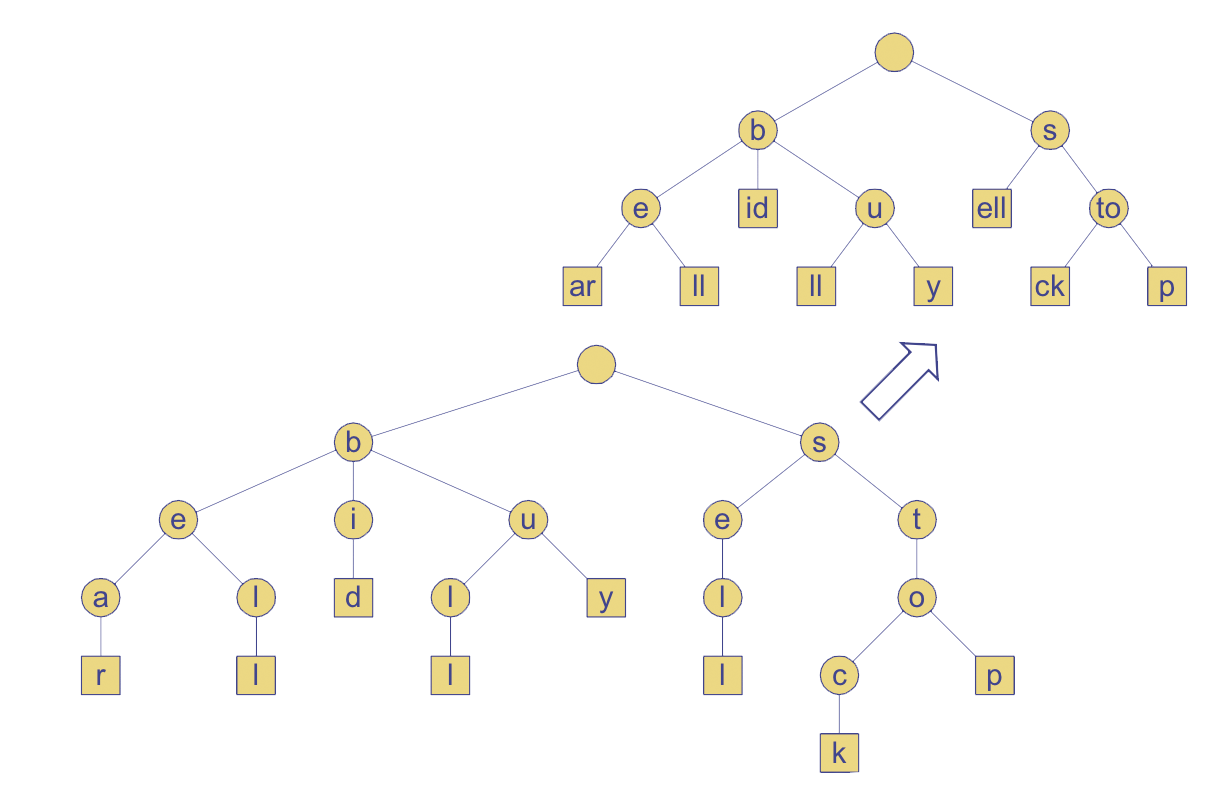 b s
e id u ell to
ar ll ll y ck p
b s
e i u e t
a l d l y l o
r l l l c p
k